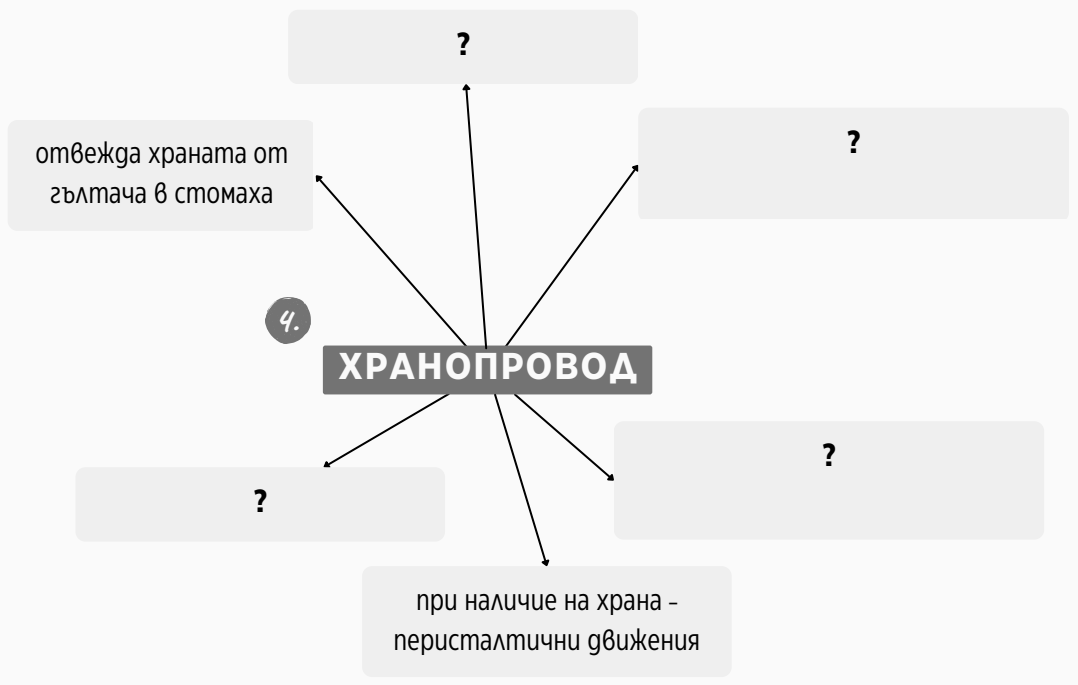 ?
отвежда храната от
гълтача в стомаха
?
4.
ХРАНОПРОВОД
?
?
при наличие на храна -
перисталтични движения